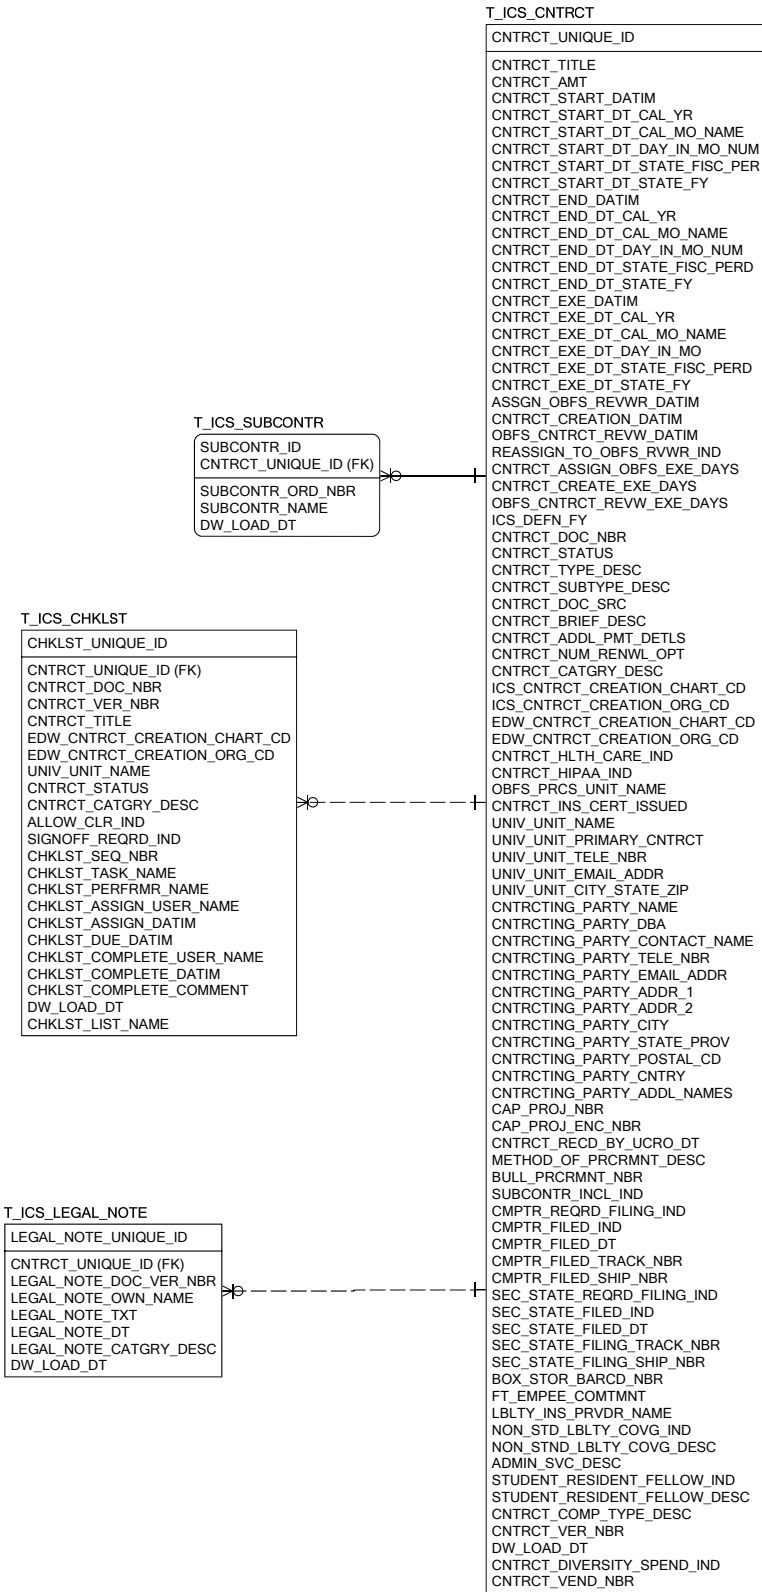 T_ICS_CNTRCT
CNTRCT_UNIQUE_ID
CNTRCT_TITLE
CNTRCT_AMT
CNTRCT_START_DATIM
CNTRCT_START_DT_CAL_YR
CNTRCT_START_DT_CAL_MO_NAME
CNTRCT_START_DT_DAY_IN_MO_NUM
CNTRCT_START_DT_STATE_FISC_PER
CNTRCT_START_DT_STATE_FY
CNTRCT_END_DATIM
CNTRCT_END_DT_CAL_YR
CNTRCT_END_DT_CAL_MO_NAME
CNTRCT_END_DT_DAY_IN_MO_NUM
CNTRCT_END_DT_STATE_FISC_PERD
CNTRCT_END_DT_STATE_FY
CNTRCT_EXE_DATIM
CNTRCT_EXE_DT_CAL_YR
CNTRCT_EXE_DT_CAL_MO_NAME
CNTRCT_EXE_DT_DAY_IN_MO
CNTRCT_EXE_DT_STATE_FISC_PERD
CNTRCT_EXE_DT_STATE_FY
ASSGN_OBFS_REVWR_DATIM
CNTRCT_CREATION_DATIM
OBFS_CNTRCT_REVW_DATIM
REASSIGN_TO_OBFS_RVWR_IND
CNTRCT_ASSIGN_OBFS_EXE_DAYS
CNTRCT_CREATE_EXE_DAYS
OBFS_CNTRCT_REVW_EXE_DAYS
ICS_DEFN_FY
CNTRCT_DOC_NBR
CNTRCT_STATUS
CNTRCT_TYPE_DESC
CNTRCT_SUBTYPE_DESC
CNTRCT_DOC_SRC
CNTRCT_BRIEF_DESC
CNTRCT_ADDL_PMT_DETLS
CNTRCT_NUM_RENWL_OPT
CNTRCT_CATGRY_DESC
ICS_CNTRCT_CREATION_CHART_CD
ICS_CNTRCT_CREATION_ORG_CD
EDW_CNTRCT_CREATION_CHART_CD
EDW_CNTRCT_CREATION_ORG_CD
CNTRCT_HLTH_CARE_IND
CNTRCT_HIPAA_IND
OBFS_PRCS_UNIT_NAME
CNTRCT_INS_CERT_ISSUED
UNIV_UNIT_NAME
UNIV_UNIT_PRIMARY_CNTRCT
UNIV_UNIT_TELE_NBR
UNIV_UNIT_EMAIL_ADDR
UNIV_UNIT_CITY_STATE_ZIP
CNTRCTING_PARTY_NAME
CNTRCTING_PARTY_DBA
CNTRCTING_PARTY_CONTACT_NAME
CNTRCTING_PARTY_TELE_NBR
CNTRCTING_PARTY_EMAIL_ADDR
CNTRCTING_PARTY_ADDR_1
CNTRCTING_PARTY_ADDR_2
CNTRCTING_PARTY_CITY
CNTRCTING_PARTY_STATE_PROV
CNTRCTING_PARTY_POSTAL_CD
CNTRCTING_PARTY_CNTRY
CNTRCTING_PARTY_ADDL_NAMES
CAP_PROJ_NBR
CAP_PROJ_ENC_NBR
CNTRCT_RECD_BY_UCRO_DT
METHOD_OF_PRCRMNT_DESC
BULL_PRCRMNT_NBR
SUBCONTR_INCL_IND
CMPTR_REQRD_FILING_IND
CMPTR_FILED_IND
CMPTR_FILED_DT
CMPTR_FILED_TRACK_NBR
CMPTR_FILED_SHIP_NBR
SEC_STATE_REQRD_FILING_IND
SEC_STATE_FILED_IND
SEC_STATE_FILED_DT
SEC_STATE_FILING_TRACK_NBR
SEC_STATE_FILING_SHIP_NBR
BOX_STOR_BARCD_NBR
FT_EMPEE_COMTMNT
LBLTY_INS_PRVDR_NAME
NON_STD_LBLTY_COVG_IND
NON_STND_LBLTY_COVG_DESC
ADMIN_SVC_DESC
STUDENT_RESIDENT_FELLOW_IND
STUDENT_RESIDENT_FELLOW_DESC
CNTRCT_COMP_TYPE_DESC
CNTRCT_VER_NBR
DW_LOAD_DT
CNTRCT_DIVERSITY_SPEND_IND
CNTRCT_VEND_NBR
T_ICS_SUBCONTR
SUBCONTR_ID
CNTRCT_UNIQUE_ID (FK)
SUBCONTR_ORD_NBR
SUBCONTR_NAME
DW_LOAD_DT
T_ICS_CHKLST
CHKLST_UNIQUE_ID
CNTRCT_UNIQUE_ID (FK)
CNTRCT_DOC_NBR
CNTRCT_VER_NBR
CNTRCT_TITLE
EDW_CNTRCT_CREATION_CHART_CD
EDW_CNTRCT_CREATION_ORG_CD
UNIV_UNIT_NAME
CNTRCT_STATUS
CNTRCT_CATGRY_DESC
ALLOW_CLR_IND
SIGNOFF_REQRD_IND
CHKLST_SEQ_NBR
CHKLST_TASK_NAME
CHKLST_PERFRMR_NAME
CHKLST_ASSIGN_USER_NAME
CHKLST_ASSIGN_DATIM
CHKLST_DUE_DATIM
CHKLST_COMPLETE_USER_NAME
CHKLST_COMPLETE_DATIM
CHKLST_COMPLETE_COMMENT
DW_LOAD_DT
CHKLST_LIST_NAME
T_ICS_LEGAL_NOTE
LEGAL_NOTE_UNIQUE_ID
CNTRCT_UNIQUE_ID (FK)
LEGAL_NOTE_DOC_VER_NBR
LEGAL_NOTE_OWN_NAME
LEGAL_NOTE_TXT
LEGAL_NOTE_DT
LEGAL_NOTE_CATGRY_DESC
DW_LOAD_DT